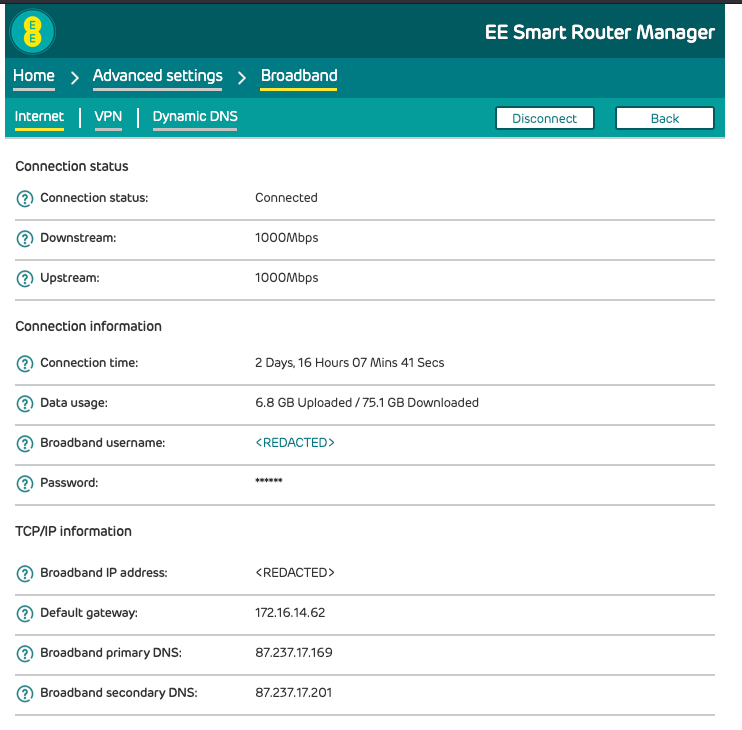 E
E
EE Smart Router Manager
Home > Advanced settings > Broadband
Internet | VPN | Dynamic DNS Disconnect Back
Connection status
? Connection status: Connected
? Downstream: 1000Mbps
? Upstream: 1000Mbps
Connection information
? Connection time: 2 Days, 16 Hours 07 Mins 41 Secs
? Data usage: 6.8 GB Uploaded / 75.1 GB Downloaded
? Broadband username: <REDACTED>
? Password: ******
TCP/IP information
? Broadband IP address: <REDACTED>
? Default gateway: 172.16.14.62
? Broadband primary DNS: 87.237.17.169
? Broadband secondary DNS: 87.237.17.201